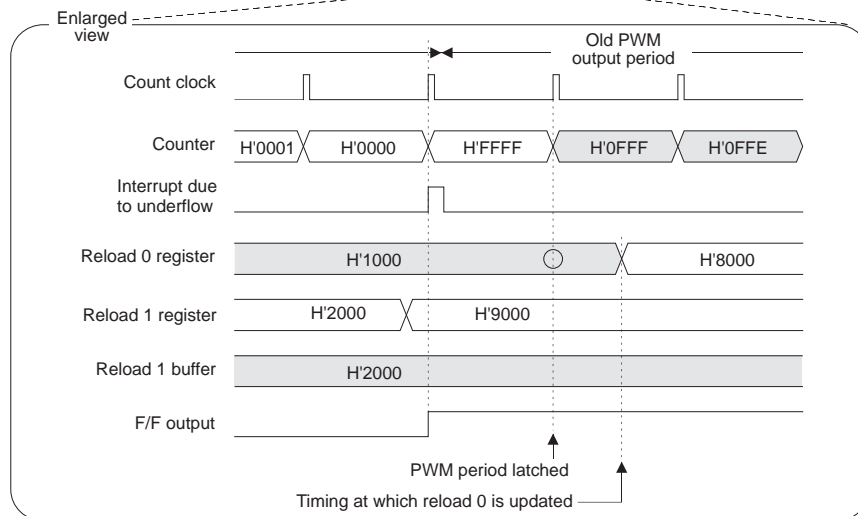 Enlarged
view
Old PWM
output period
Count clock
Counter
H'0001 H'0000 H'FFFF H'0FFF H'0FFE
Interrupt due
to underflow
Reload 0 register
H'1000 H'8000
Reload 1 register
H'2000 H'9000
Reload 1 buffer
H'2000
F/F output
PWM period latched
Timing at which reload 0 is updated